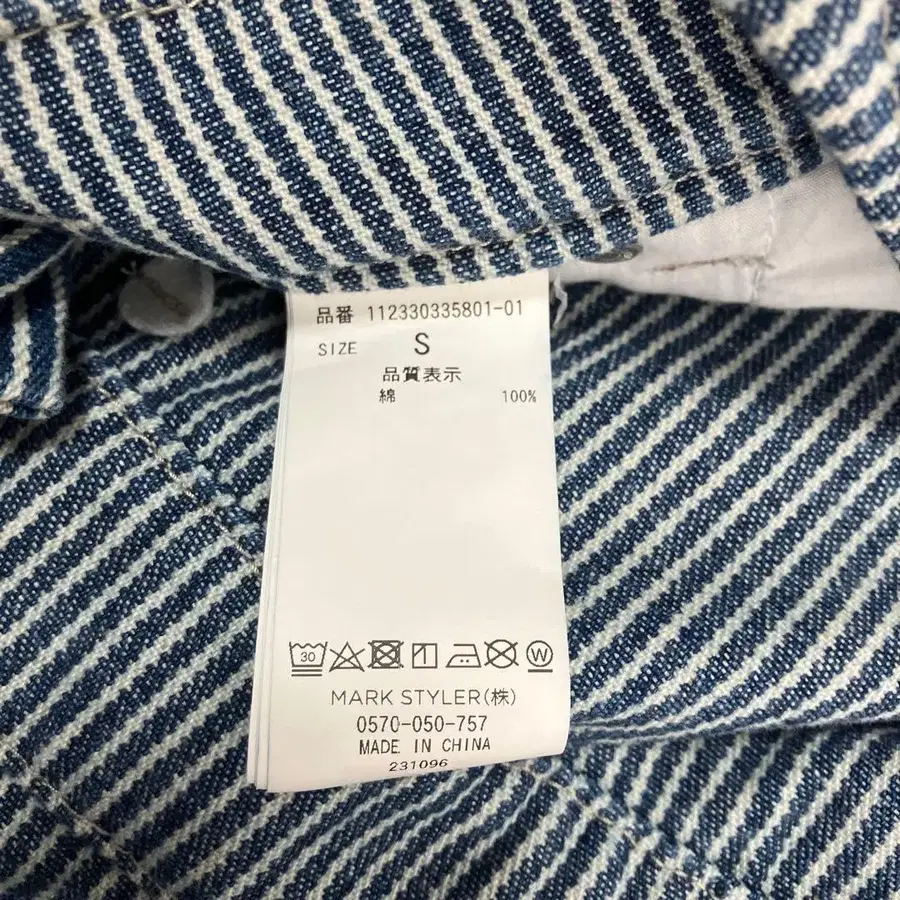 品番 112330335801-01
SIZE S
品質表示
綿 100%
30 W
MARK STYLER(株)
0570-050-757
MADE IN CHINA
231096